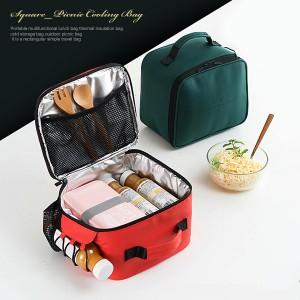 Square_Picnic Cooling Bag
Portable multifunctional lunch bag thermal insulation bag
cold storage bag outdoor picnic bag
It is a rectangular simple travel bag